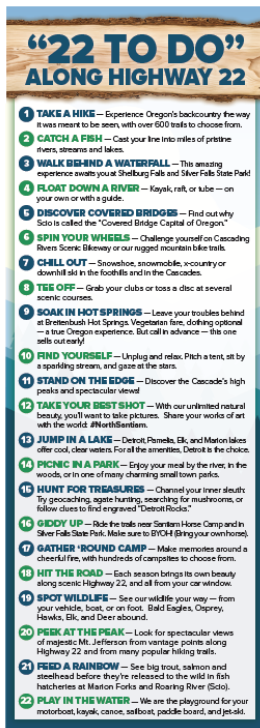 “22 TO DO”
ALONG HIGHWAY 22
1 TAKE A HIKE — Experience Oregon's backcountry the way
it was meant to be seen, with over 600 trails to choose from.
2 CATCH A FISH — Cast your line into miles of pristine
rivers, streams and lakes.
3 WALK BEHIND A WATERFALL — This amazing
experience awaits you at Shellburg Falls and Silver Falls State Park!
4 FLOAT DOWN A RIVER — Kayak, raft, or tube — on
your own or with a guide.
5 DISCOVER COVERED BRIDGES — Find out why
Scio is called the “Covered Bridge Capital of Oregon.”
6 SPIN YOUR WHEELS — Challenge yourself on Cascading
Rivers Scenic Bikeway or our rugged mountain bike trails.
7 CHILL OUT — Snowshoe, snowmobile, x-country or
downhill ski in the foothills and in the Cascades.
8 TEE OFF — Grab your clubs or toss a disc at several
scenic courses.
9 SOAK IN HOT SPRINGS — Leave your troubles behind
at Breitenbush Hot Springs. Vegetarian fare, clothing optional
— a true Oregon experience. But call in advance — this one
sells out early!
10 FIND YOURSELF — Unplug and relax. Pitch a tent, sit by
a sparkling stream, and gaze at the stars.
11 STAND ON THE EDGE — Discover the Cascade's high
peaks and spectacular views!
12 TAKE YOUR BEST SHOT — With our unlimited natural
beauty, you'll want to take pictures. Share your works of art
with the world: #NorthSantiam.
13 JUMP IN A LAKE — Detroit, Pamelia, Elk, and Marion lakes
offer cool, clear waters. For all the amenities, Detroit is the choice.
14 PICNIC IN A PARK — Enjoy your meal by the river, in the
woods, or in one of many charming small town parks.
15 HUNT FOR TREASURES — Channel your inner sleuth:
Try geocaching, agate hunting, searching for mushrooms, or
follow clues to find engraved “Detroit Rocks.”
16 GIDDY UP — Ride the trails near Santiam Horse Camp and in
Silver Falls State Park. Make sure to BYOH! (Bring your own horse).
17 GATHER ‘ROUND CAMP — Make memories around a
cheerful fire, with hundreds of campsites to choose from.
18 HIT THE ROAD — Each season brings its own beauty
along scenic Highway 22, and all from your car window.
19 SPOT WILDLIFE — See our wildlife your way — from
your vehicle, boat, or on foot. Bald Eagles, Osprey,
Hawks, Elk, and Deer abound.
20 PEEK AT THE PEAK — Look for spectacular views
of majestic Mt. Jefferson from vantage points along
Highway 22 and from many popular hiking trails.
21 FEED A RAINBOW — See big trout, salmon and
steelhead before they're released to the wild in fish
hatcheries at Marion Forks and Roaring River (Scio).
22 PLAY IN THE WATER — We are the playground for your
motorboat, kayak, canoe, sailboat, paddle board, and jet-ski.